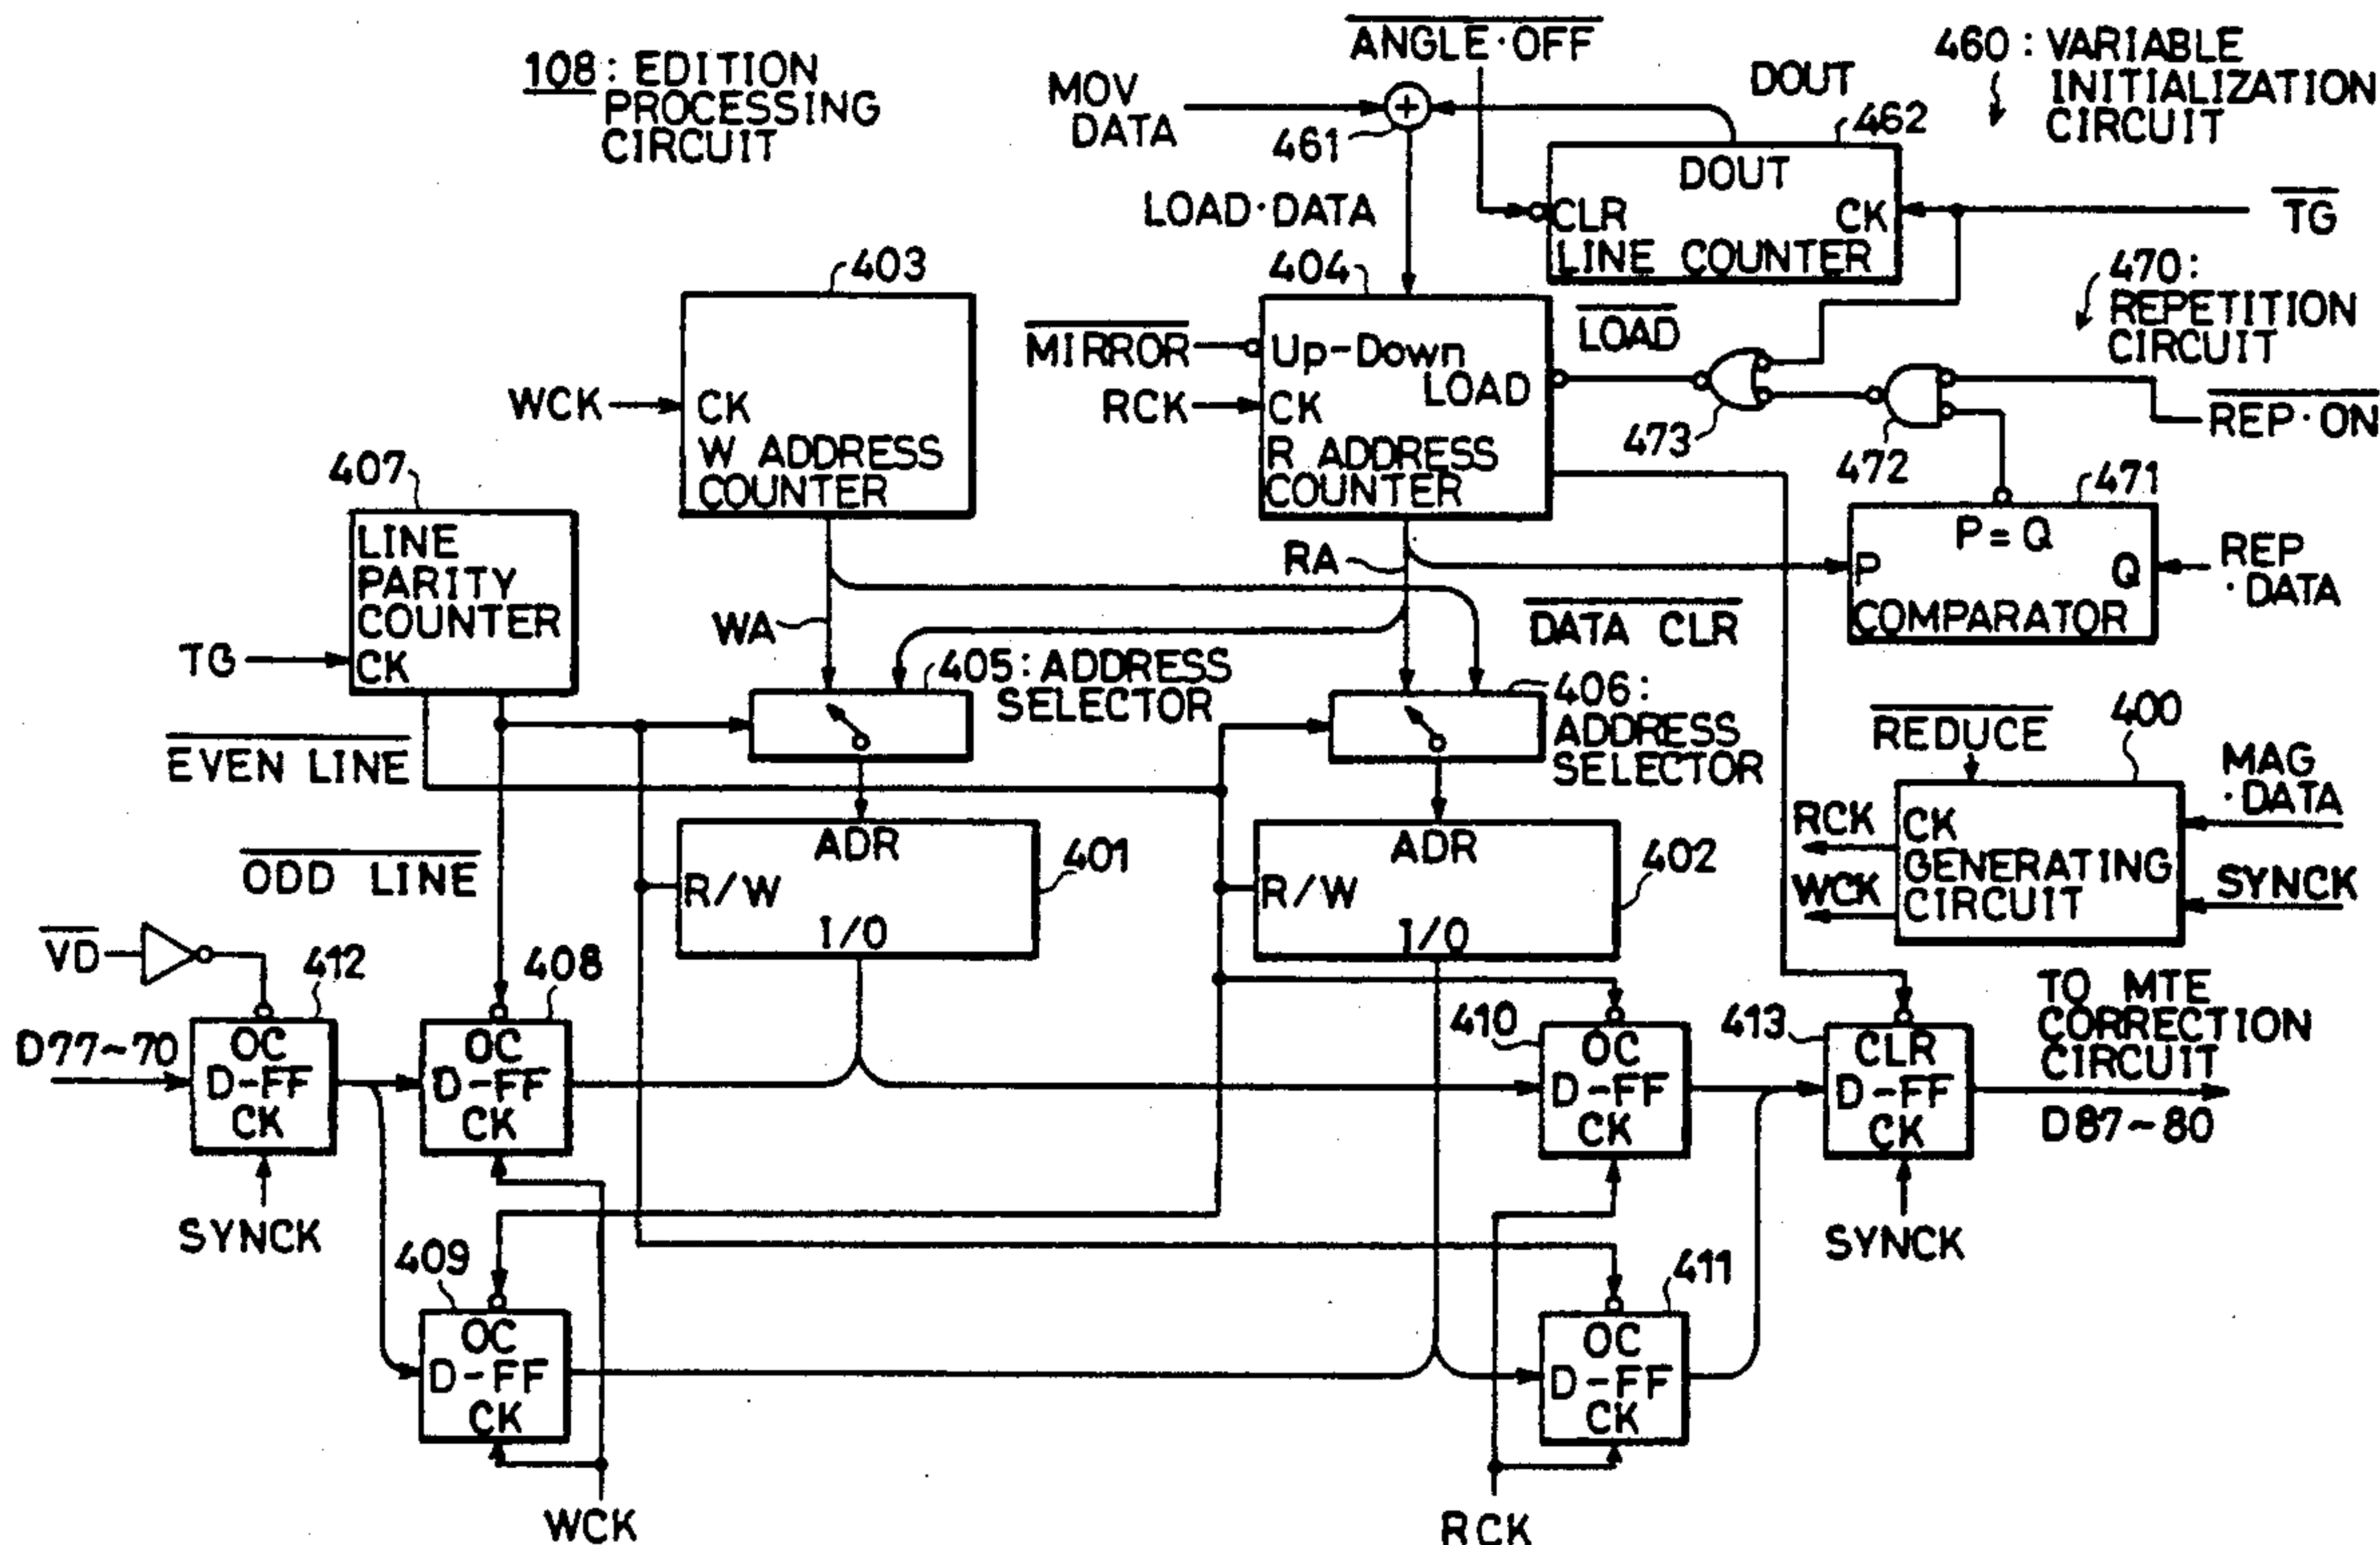 108: EDITION
PROCESSING
CIRCUIT
ANGLE·OFF
MOV
DATA
461
DOUT
460: VARIABLE
INITIALIZATION
CIRCUIT
462
DOUT
CLR
CK
LINE COUNTER
TG
LOAD·DATA
403
CK
W ADDRESS
COUNTER
WCK
404
Up-Down
LOAD
CK
R ADDRESS
COUNTER
MIRROR
RCK
LOAD
470:
REPETITION
CIRCUIT
473
472
REP·ON
471
P=Q
P
Q
COMPARATOR
REP
·DATA
407
LINE
PARITY
COUNTER
CK
TG
WA
RA
DATA CLR
405: ADDRESS
SELECTOR
406:
ADDRESS
SELECTOR
EVEN LINE
ODD LINE
REDUCE
400
MAG
·DATA
RCK
CK
GENERATING
CIRCUIT
WCK
SYNCK
ADR
401
R/W
I/O
ADR
402
R/W
I/O
VD
412
OC
D-FF
CK
D77~70
SYNCK
408
OC
D-FF
CK
410
OC
D-FF
CK
413
CLR
D-FF
CK
TO MTE
CORRECTION
CIRCUIT
D87~80
SYNCK
409
OC
D-FF
CK
411
OC
D-FF
CK
WCK
RCK